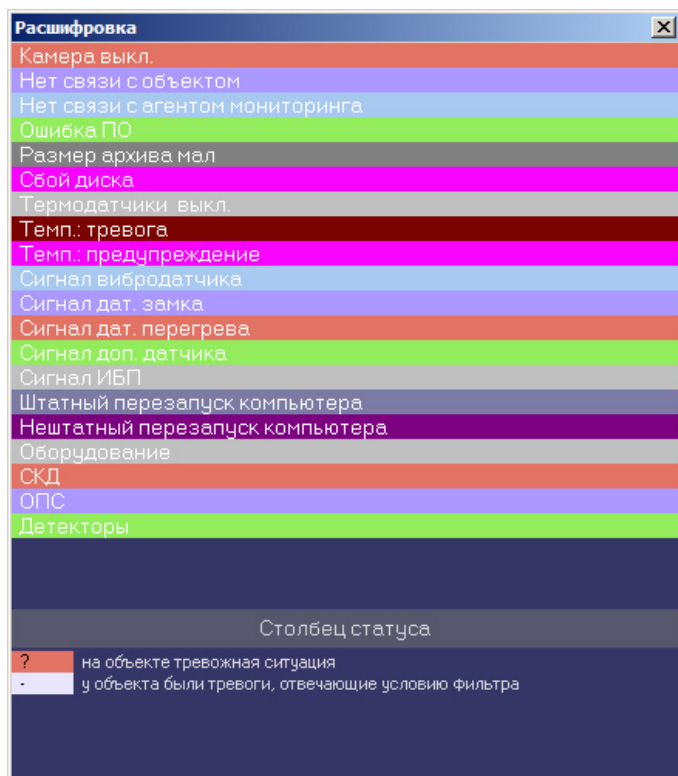 Расшифровка
Камера выкл.
Нет связи с объектом
Нет связи с агентом мониторинга
Ошибка ПО
Размер архива мал
Сбой диска
Термодатчики выкл.
Темп.: тревога
Темп.: предупреждение
Сигнал вибродатчика
Сигнал дат. замка
Сигнал дат. перегрева
Сигнал доп. датчика
Сигнал ИБП
Штатный перезапуск компьютера
Нештатный перезапуск компьютера
Оборудование
СКД
ОПС
Детекторы
Столбец статуса
? на объекте тревожная ситуация
- у объекта были тревоги, отвечающие условию фильтра